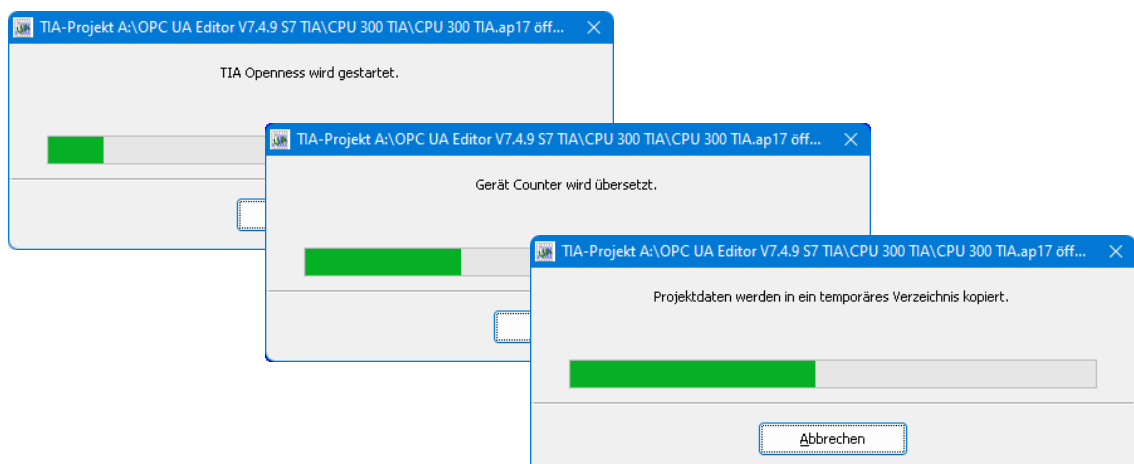 TIA-Projekt A:\OPC UA Editor V7.4.9 S7 TIA\CPU 300 TIA\CPU 300 TIA.ap17 öff...
TIA Openness wird gestartet.
TIA-Projekt A:\OPC UA Editor V7.4.9 S7 TIA\CPU 300 TIA\CPU 300 TIA.ap17 öff...
Gerät Counter wird übersetzt.
TIA-Projekt A:\OPC UA Editor V7.4.9 S7 TIA\CPU 300 TIA\CPU 300 TIA.ap17 öff...
Projektdaten werden in ein temporäres Verzeichnis kopiert.
Abbrechen